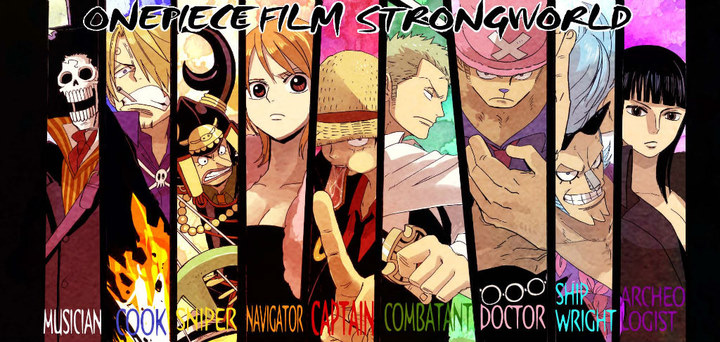 ONEPIECE FILM STRONGWORLD
MUSICIAN
COOK
SNIPER
NAVIGATOR
CAPTAIN
COMBATANT
DOCTOR
SHIP
WRIGHT
ARCHEO
LOGIST